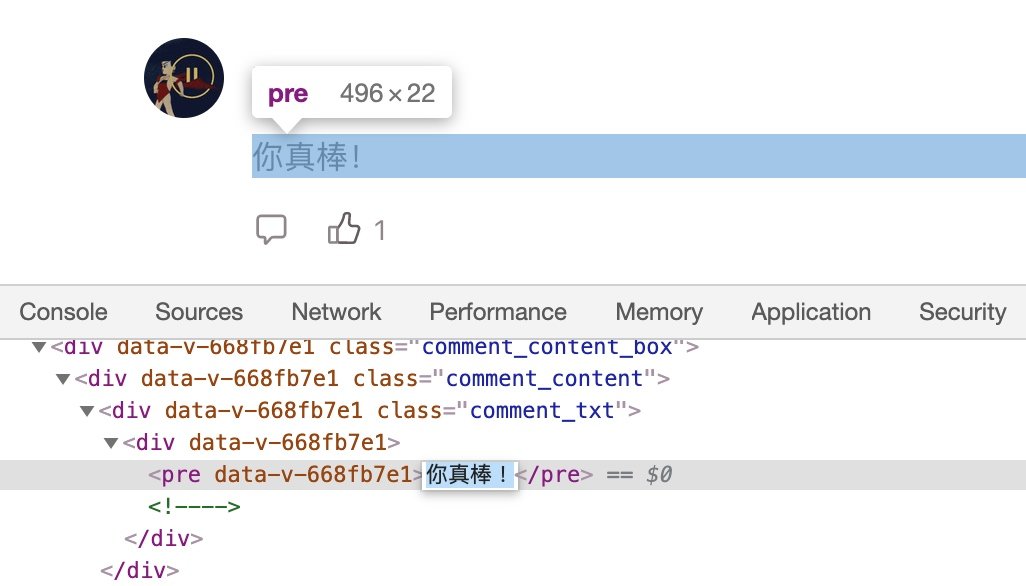 pre 496 × 22
你真棒！
1
Console Sources Network Performance Memory Application Security
▼<div data-v-668fb7e1 class="comment_content_box">
▼<div data-v-668fb7e1 class="comment_content">
▼<div data-v-668fb7e1 class="comment_txt">
▼<div data-v-668fb7e1>
<pre data-v-668fb7e1>你真棒！</pre> == $0
<!---->
</div>
</div>